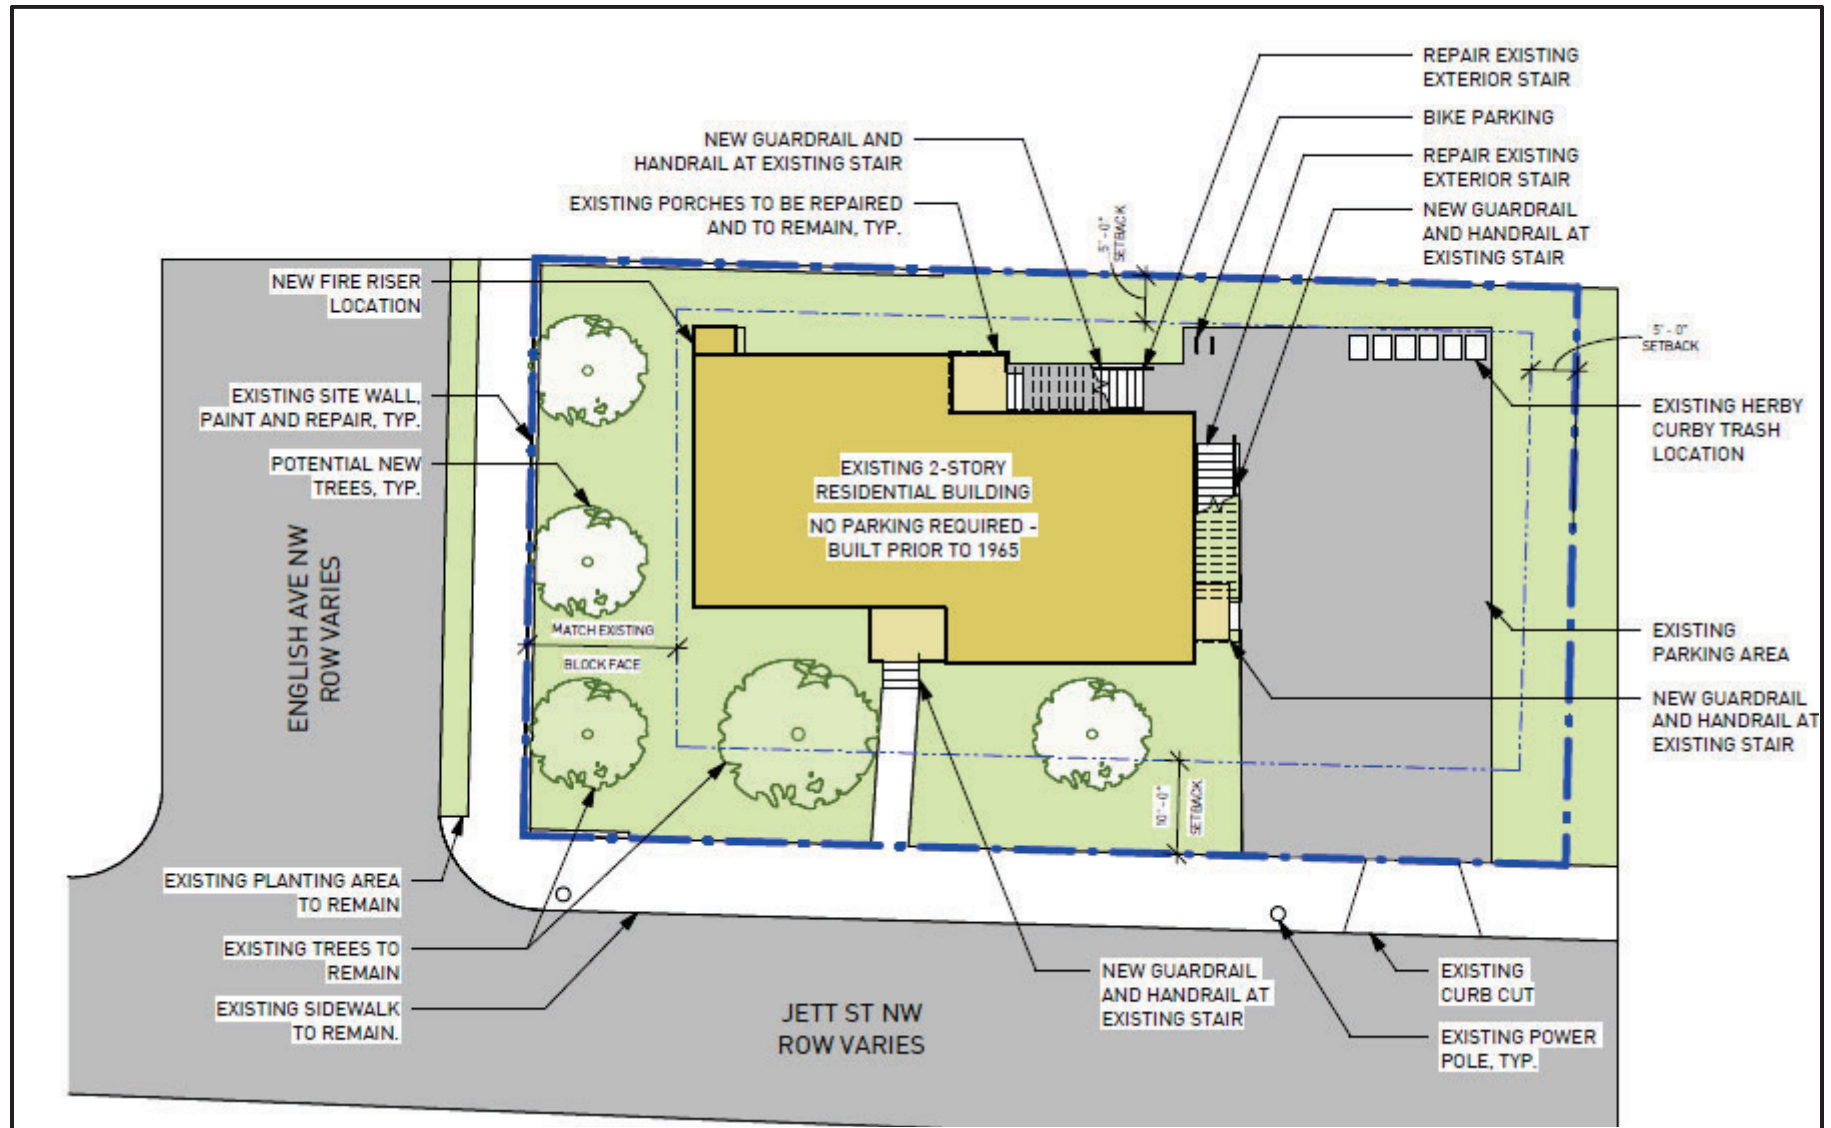 REPAIR EXISTING
EXTERIOR STAIR
BIKE PARKING
REPAIR EXISTING
EXTERIOR STAIR
NEW GUARDRAIL
AND HANDRAIL AT
EXISTING STAIR
NEW GUARDRAIL AND
HANDRAIL AT EXISTING STAIR
EXISTING PORCHES TO BE REPAIRED
AND TO REMAIN, TYP.
5'-0"
SETBACK
NEW FIRE RISER
LOCATION
5'-0"
SETBACK
EXISTING SITE WALL,
PAINT AND REPAIR, TYP.
EXISTING HERBY
CURBY TRASH
LOCATION
POTENTIAL NEW
TREES, TYP.
EXISTING 2-STORY
RESIDENTIAL BUILDING
NO PARKING REQUIRED -
BUILT PRIOR TO 1965
ENGLISH AVE NW
ROW VARIES
MATCH EXISTING
BLOCK FACE
EXISTING
PARKING AREA
NEW GUARDRAIL
AND HANDRAIL AT
EXISTING STAIR
10'-0"
SETBACK
EXISTING PLANTING AREA
TO REMAIN
EXISTING TREES TO
REMAIN
EXISTING SIDEWALK
TO REMAIN.
JETT ST NW
ROW VARIES
NEW GUARDRAIL
AND HANDRAIL AT
EXISTING STAIR
EXISTING
CURB CUT
EXISTING POWER
POLE, TYP.